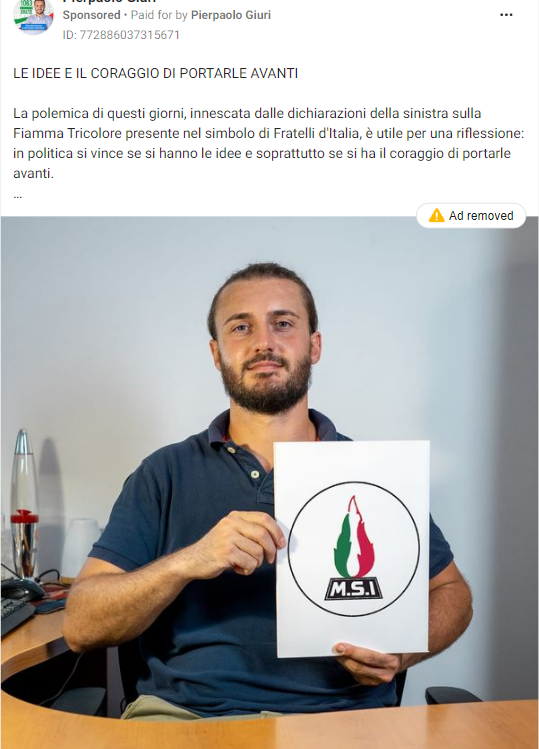 Pierpaolo Giuri
Sponsored • Paid for by Pierpaolo Giuri
ID: 772886037315671
LE IDEE E IL CORAGGIO DI PORTARLE AVANTI
La polemica di questi giorni, innescata dalle dichiarazioni della sinistra sulla
Fiamma Tricolore presente nel simbolo di Fratelli d'Italia, è utile per una riflessione:
in politica si vince se si hanno le idee e soprattutto se si ha il coraggio di portarle
avanti.
...
Ad removed
M.S.I